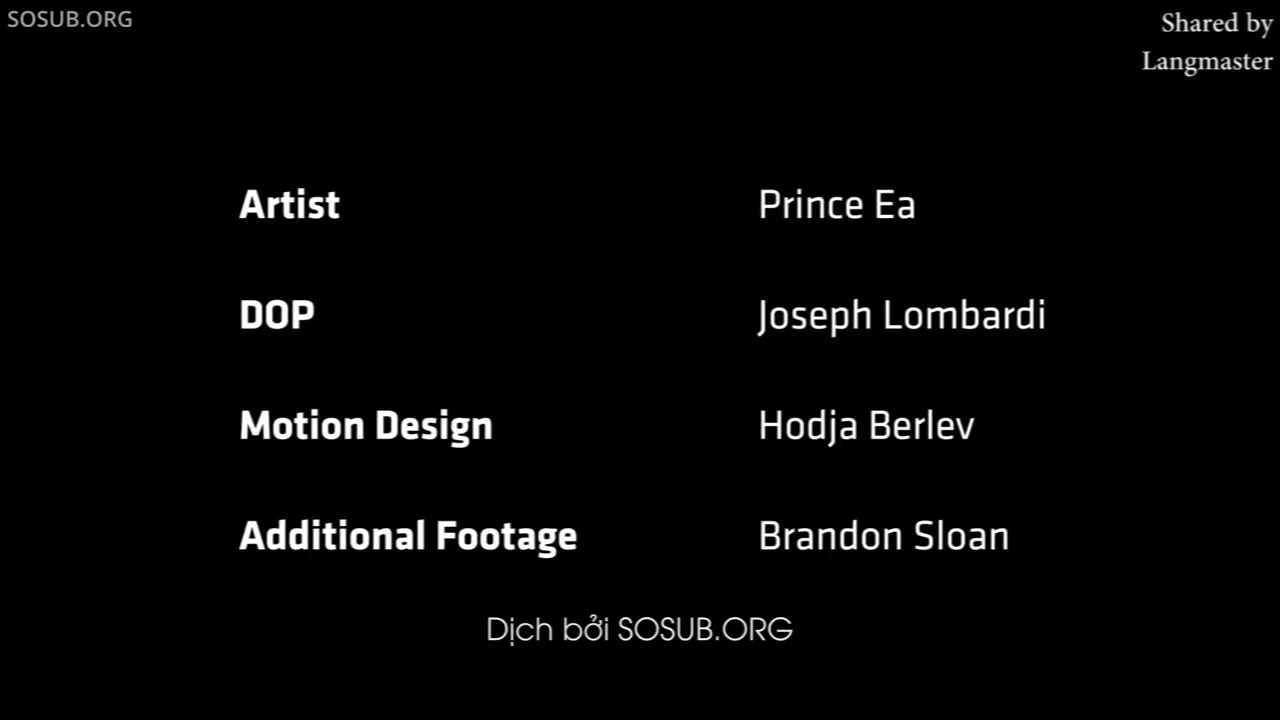 SOSUB.ORG
Shared by
Langmaster
Artist Prince Ea
DOP Joseph Lombardi
Motion Design Hodja Berlev
Additional Footage Brandon Sloan
Dịch bởi SOSUB.ORG